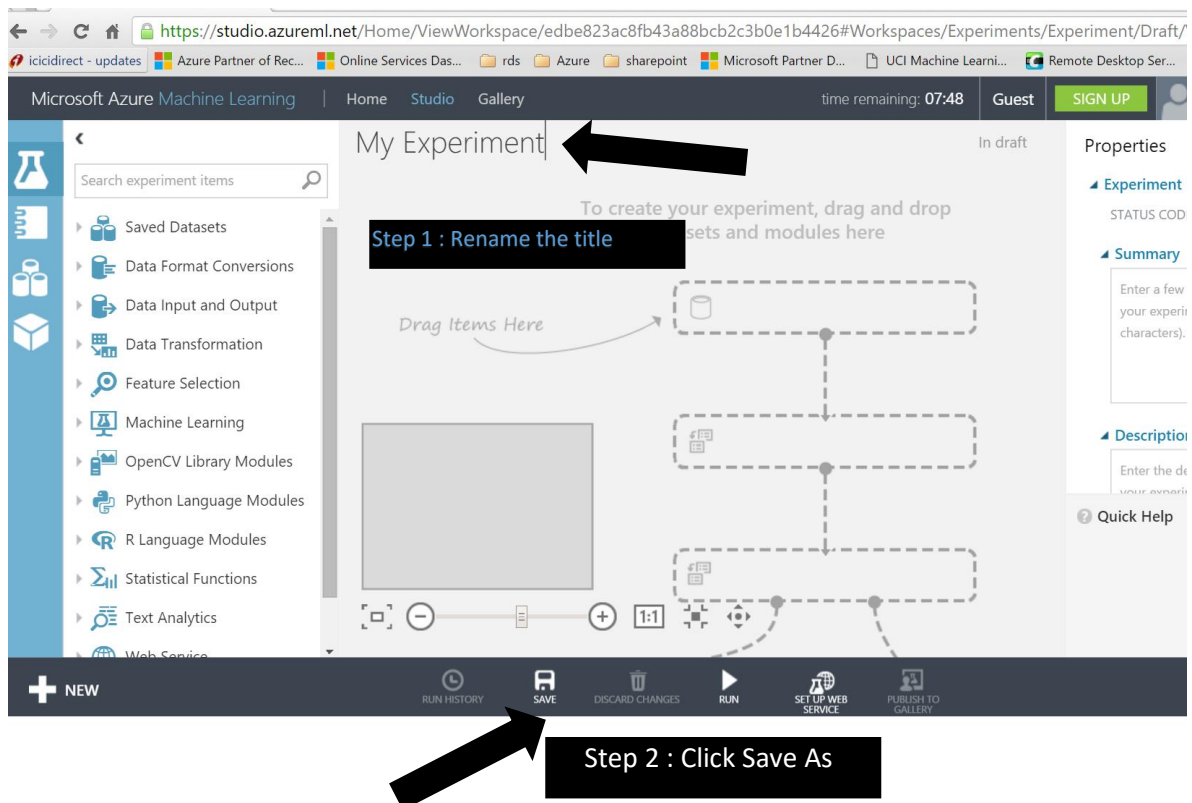 https://studio.azureml.net/Home/ViewWorkspace/edbe823ac8fb43a88bcb2c3b0e1b4426#Workspaces/Experiments/Experiment/Draft/
icicidirect - updates Azure Partner of Rec... Online Services Das... rds Azure sharepoint Microsoft Partner D... UCI Machine Learni... Remote Desktop Ser...
Microsoft Azure Machine Learning | Home Studio Gallery time remaining: 07:48 Guest SIGN UP
My Experiment
In draft
Search experiment items
Saved Datasets
Data Format Conversions
Data Input and Output
Data Transformation
Feature Selection
Machine Learning
OpenCV Library Modules
Python Language Modules
R Language Modules
Statistical Functions
Text Analytics
Web Service
To create your experiment, drag and drop
sets and modules here
Step 1 : Rename the title
Drag Items Here
1:1
Properties
Experiment
STATUS CODE
Summary
Enter a few
your experi
characters).
Description
Enter the de
your experi
Quick Help
NEW
RUN HISTORY
SAVE
DISCARD CHANGES
RUN
SET UP WEB
SERVICE
PUBLISH TO
GALLERY
Step 2 : Click Save As